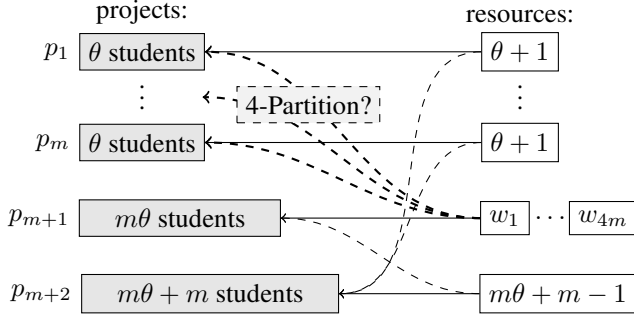 projects: resources:
p₁ θ students θ + 1
⋮ 4-Partition? ⋮
pₘ θ students θ + 1
pₘ₊₁ mθ students w₁ ⋯ w₄ₘ
pₘ₊₂ mθ + m students mθ + m − 1